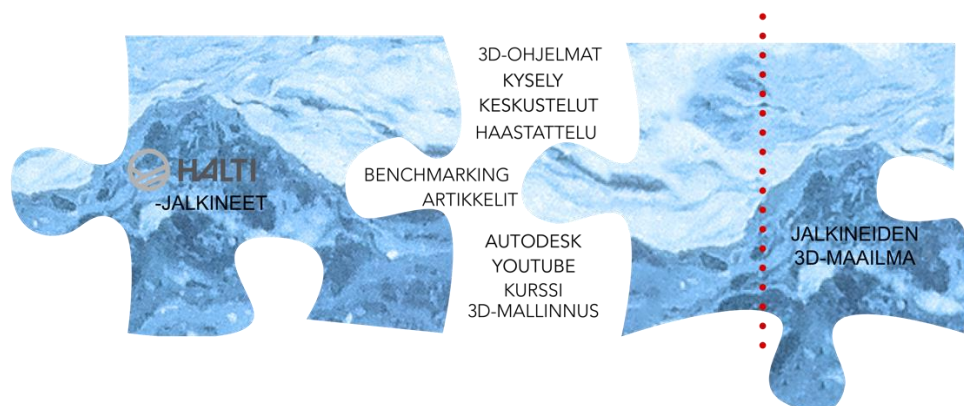 HALTI
-JALKINEET
3D-OHJELMAT
KYSELY
KESKUSTELUT
HAASTATTELU
BENCHMARKING
ARTIKKELIT
AUTODESK
YOUTUBE
KURSSI
3D-MALLINNUS
JALKINEIDEN
3D-MAAILMA